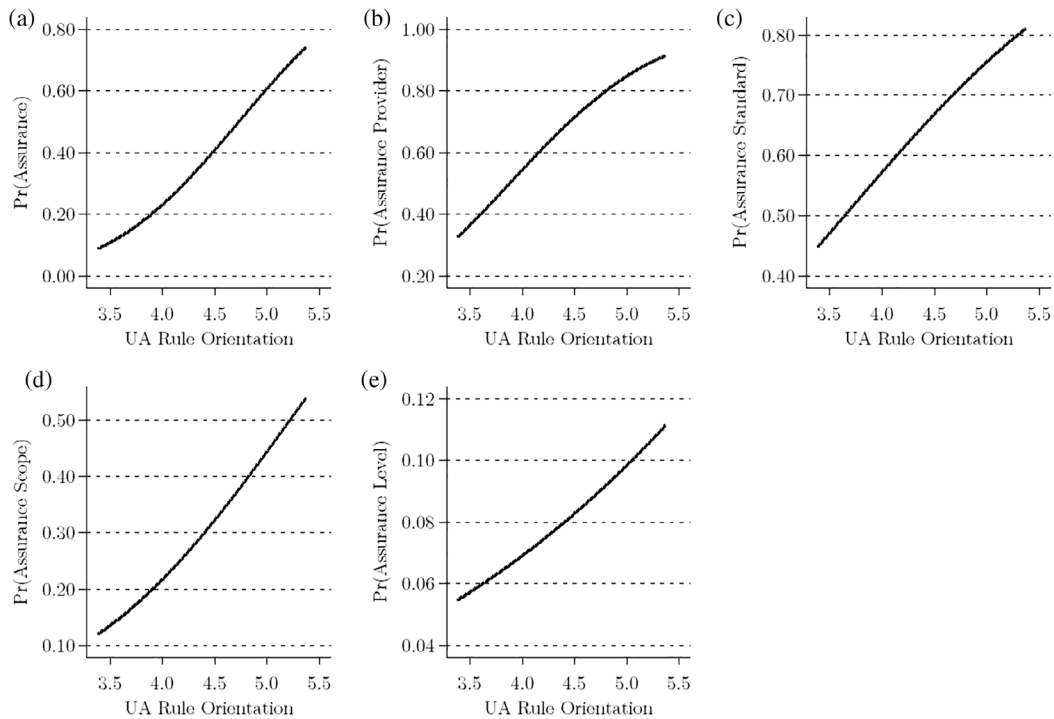 (a)
Pr(Assurance)
0.80
0.60
0.40
0.20
0.00
3.5 4.0 4.5 5.0 5.5
UA Rule Orientation
(b)
Pr(Assurance Provider)
1.00
0.80
0.60
0.40
0.20
3.5 4.0 4.5 5.0 5.5
UA Rule Orientation
(c)
Pr(Assurance Standard)
0.80
0.70
0.60
0.50
0.40
3.5 4.0 4.5 5.0 5.5
UA Rule Orientation
(d)
Pr(Assurance Scope)
0.50
0.40
0.30
0.20
0.10
3.5 4.0 4.5 5.0 5.5
UA Rule Orientation
(e)
Pr(Assurance Level)
0.12
0.10
0.08
0.06
0.04
3.5 4.0 4.5 5.0 5.5
UA Rule Orientation